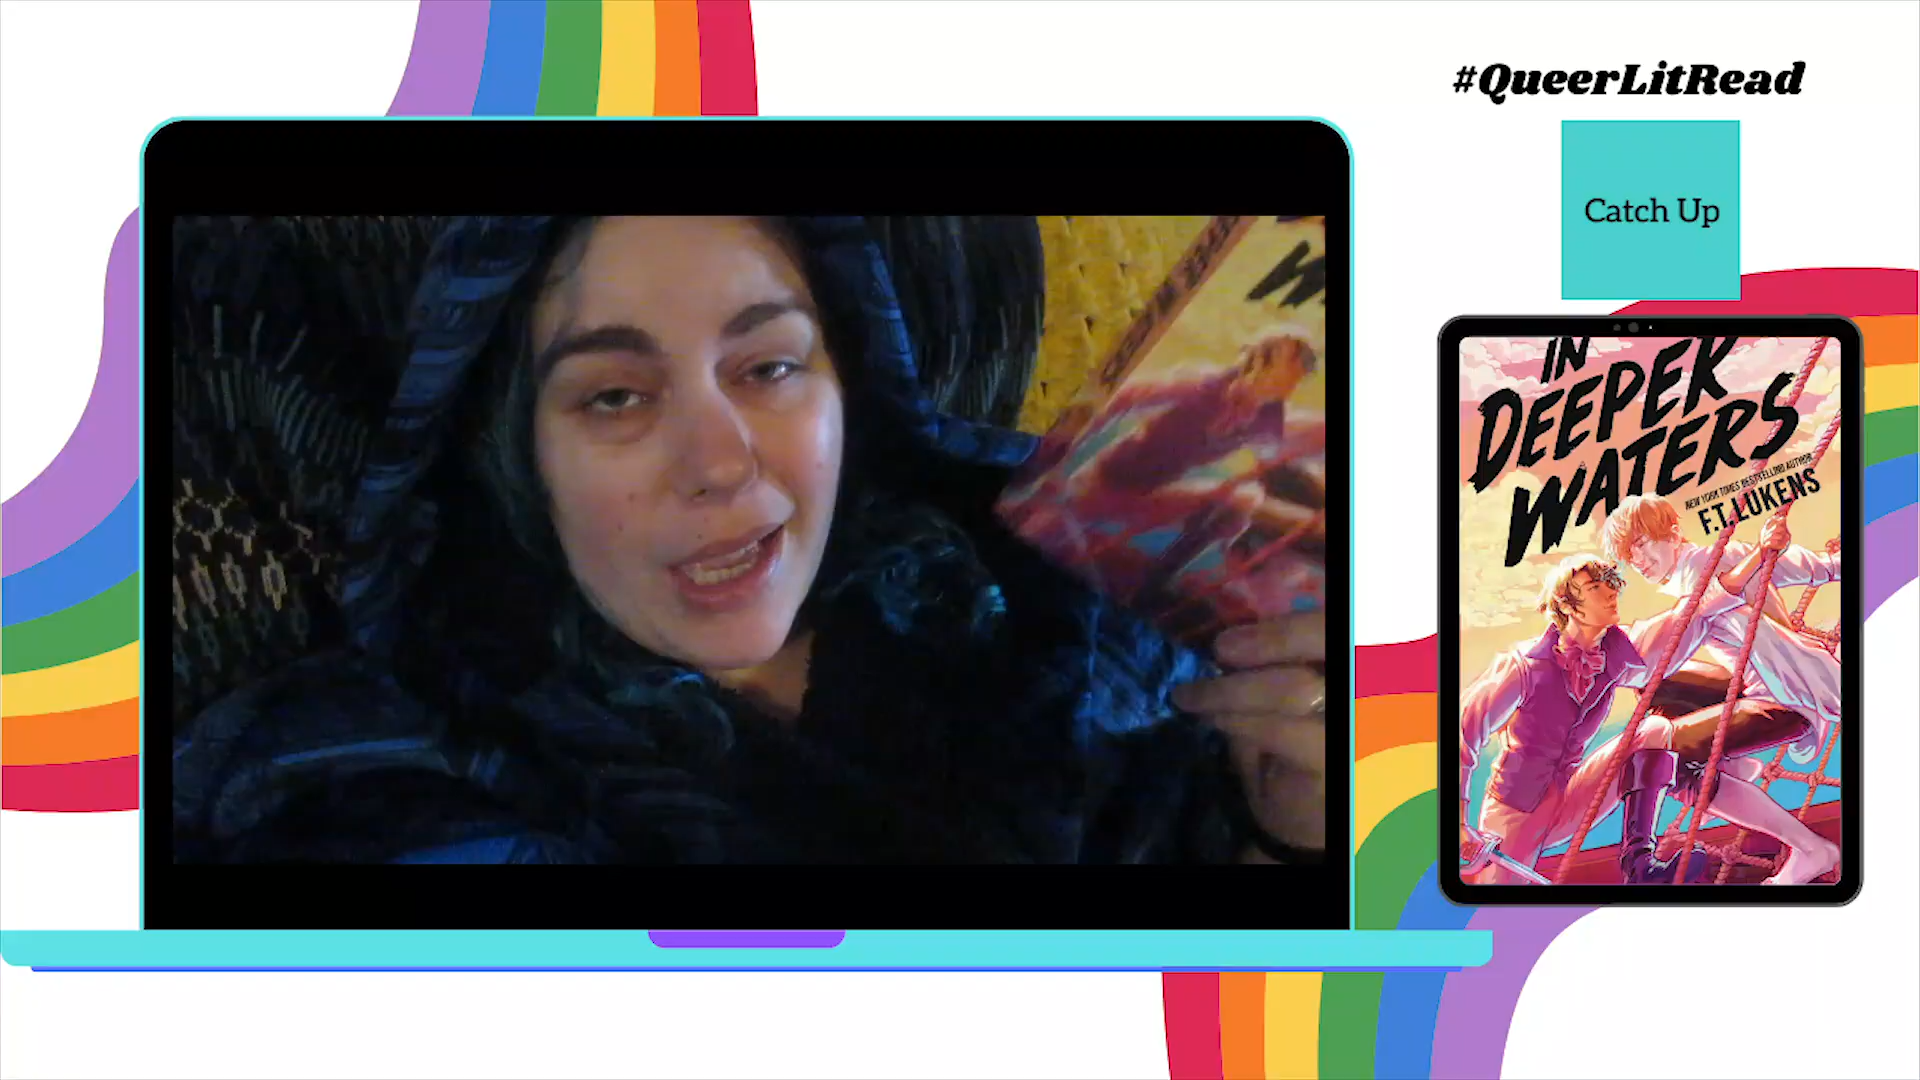 #QueerLitRead
Catch Up
IN
DEEPER
WATERS
NEW YORK TIMES BESTSELLING AUTHOR
F.T. LUKENS